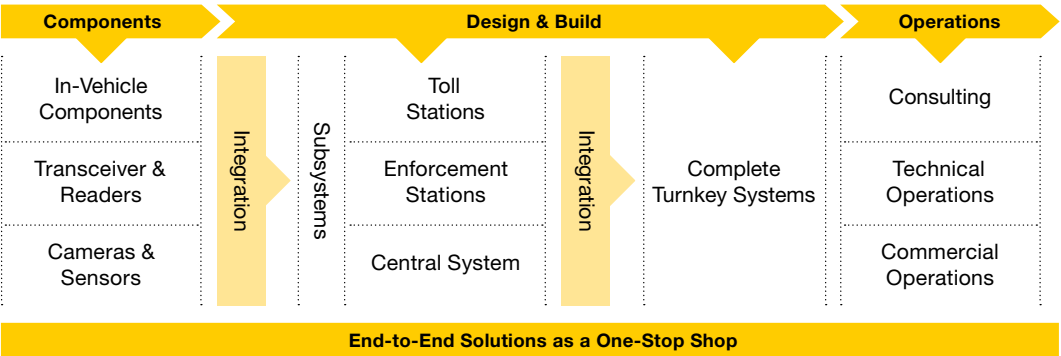 Components
Design & Build
Operations
In-Vehicle
Components
Transceiver &
Readers
Cameras &
Sensors
Integration
Subsystems
Toll
Stations
Enforcement
Stations
Central System
Integration
Complete
Turnkey Systems
Consulting
Technical
Operations
Commercial
Operations
End-to-End Solutions as a One-Stop Shop